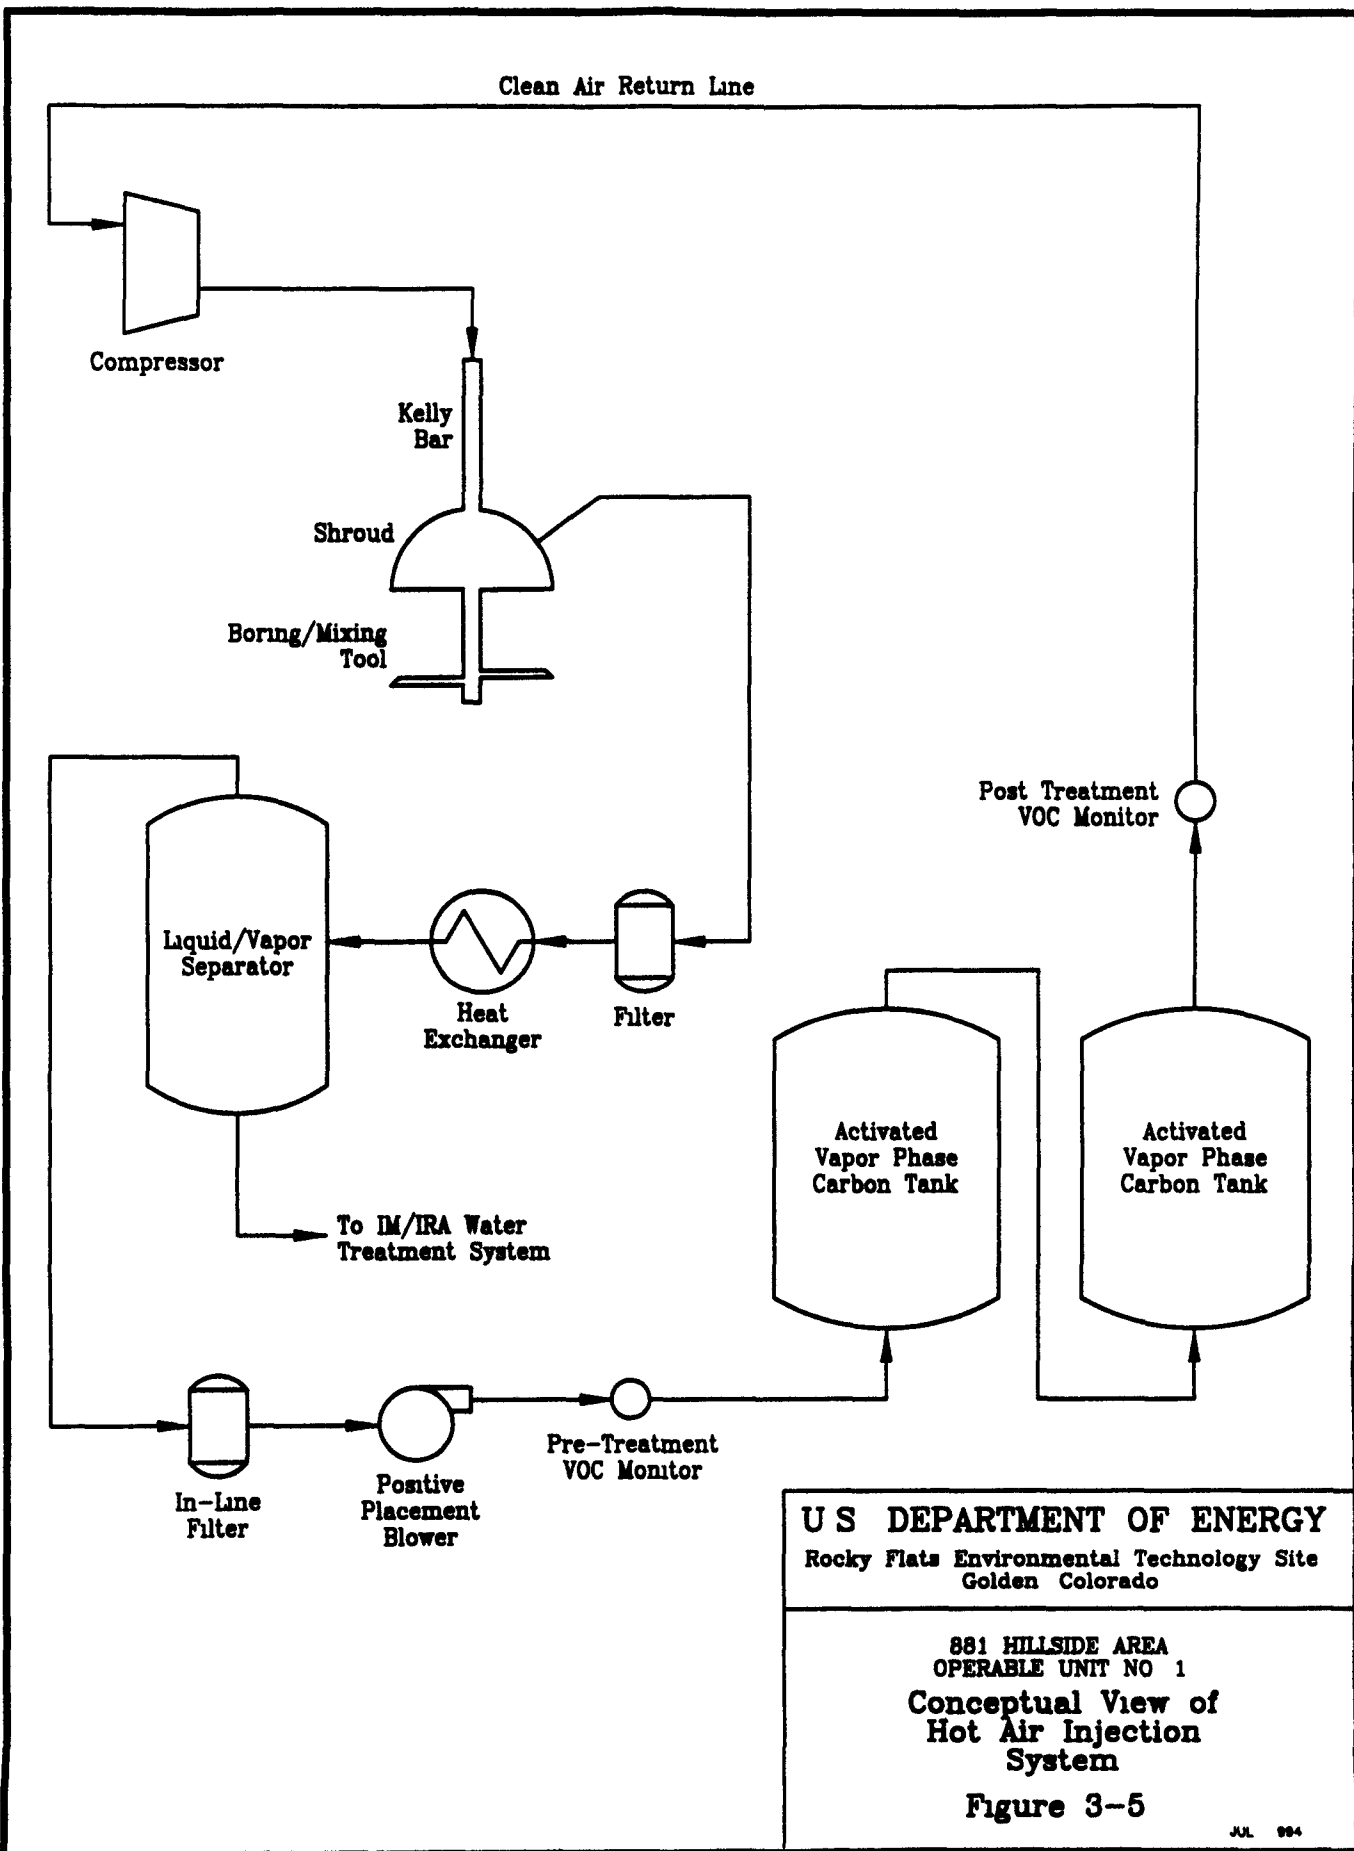 Clean Air Return Line
Compressor
Kelly
Bar
Shroud
Boring/Mixing
Tool
Post Treatment
VOC Monitor
Liquid/Vapor
Separator
Heat
Exchanger
Filter
Activated
Vapor Phase
Carbon Tank
Activated
Vapor Phase
Carbon Tank
To IM/IRA Water
Treatment System
In-Line
Filter
Positive
Placement
Blower
Pre-Treatment
VOC Monitor
U S DEPARTMENT OF ENERGY
Rocky Flats Environmental Technology Site
Golden Colorado
881 HILLSIDE AREA
OPERABLE UNIT NO 1
Conceptual View of
Hot Air Injection
System
Figure 3-5
JUL 994